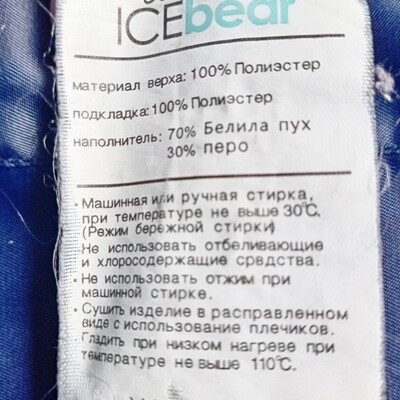 ICEbear
материал верха: 100% Полиэстер
подкладка: 100% Полиэстер
наполнитель: 70% Белила пух
30% перо
• Машинная или ручная стирка,
при температуре не выше 30°C.
(Режим бережной стирки)
Не использовать отбеливающие
и хлоросодержащие срвдства.
• Не использовать отжим при
машинной стирке.
• Сушить изделие в расправленном
виде с использование плечиков.
Гладить при низком нагреве при
температуре не выше 110°C.